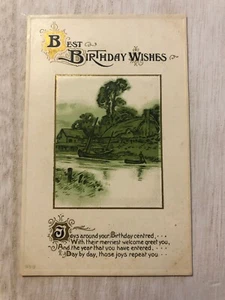 BEST
BIRTHDAY WISHES
Joys around your Birthday centred....
With their merriest welcome greet you,
And the year that you have entered....
Day by day, those joys repeat you...